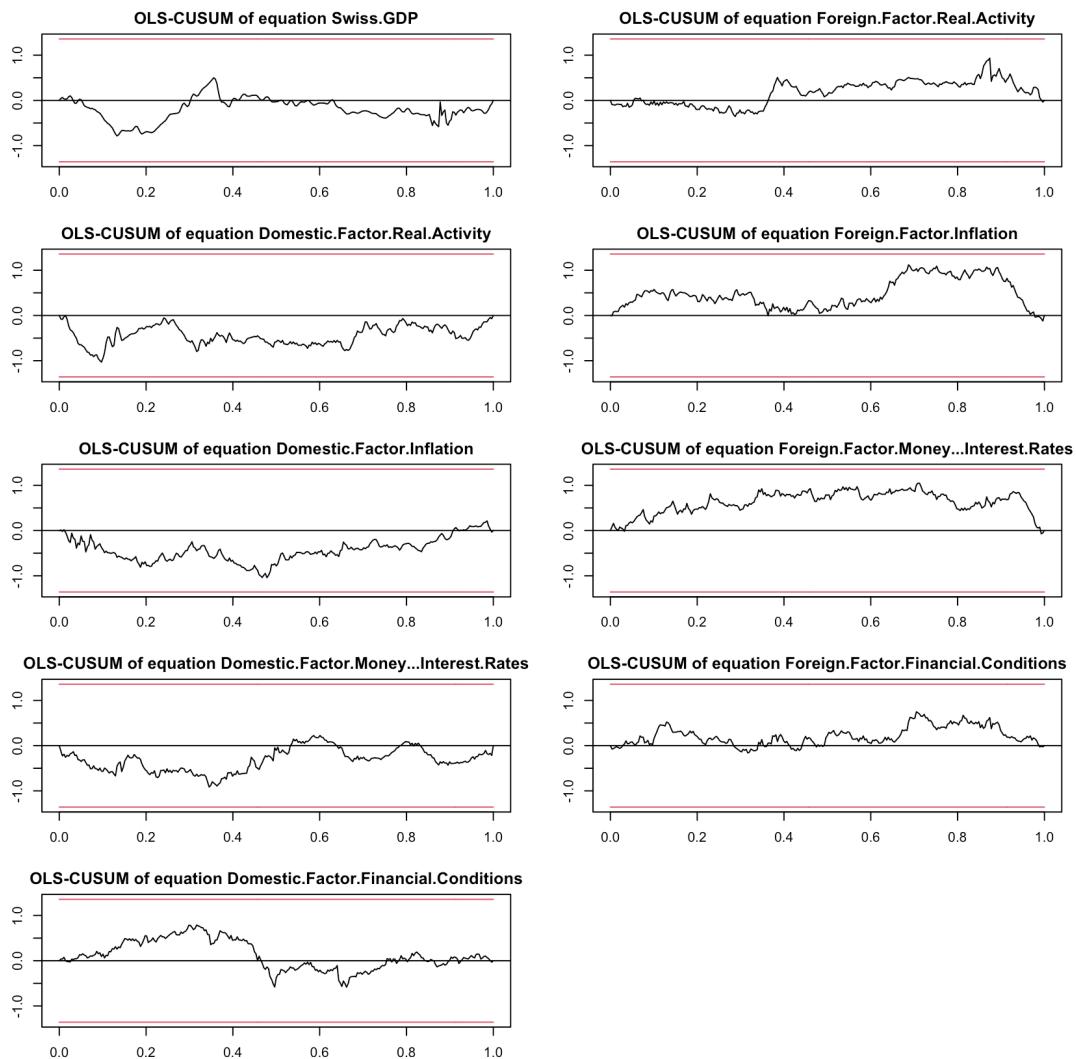 OLS-CUSUM of equation Swiss.GDP
1.0
0.0
-1.0
0.0 0.2 0.4 0.6 0.8 1.0
OLS-CUSUM of equation Foreign.Factor.Real.Activity
1.0
0.0
-1.0
0.0 0.2 0.4 0.6 0.8 1.0
OLS-CUSUM of equation Domestic.Factor.Real.Activity
1.0
0.0
-1.0
0.0 0.2 0.4 0.6 0.8 1.0
OLS-CUSUM of equation Foreign.Factor.Inflation
1.0
0.0
-1.0
0.0 0.2 0.4 0.6 0.8 1.0
OLS-CUSUM of equation Domestic.Factor.Inflation
1.0
0.0
-1.0
0.0 0.2 0.4 0.6 0.8 1.0
OLS-CUSUM of equation Foreign.Factor.Money...Interest.Rates
1.0
0.0
-1.0
0.0 0.2 0.4 0.6 0.8 1.0
OLS-CUSUM of equation Domestic.Factor.Money...Interest.Rates
1.0
0.0
-1.0
0.0 0.2 0.4 0.6 0.8 1.0
OLS-CUSUM of equation Foreign.Factor.Financial.Conditions
1.0
0.0
-1.0
0.0 0.2 0.4 0.6 0.8 1.0
OLS-CUSUM of equation Domestic.Factor.Financial.Conditions
1.0
0.0
-1.0
0.0 0.2 0.4 0.6 0.8 1.0